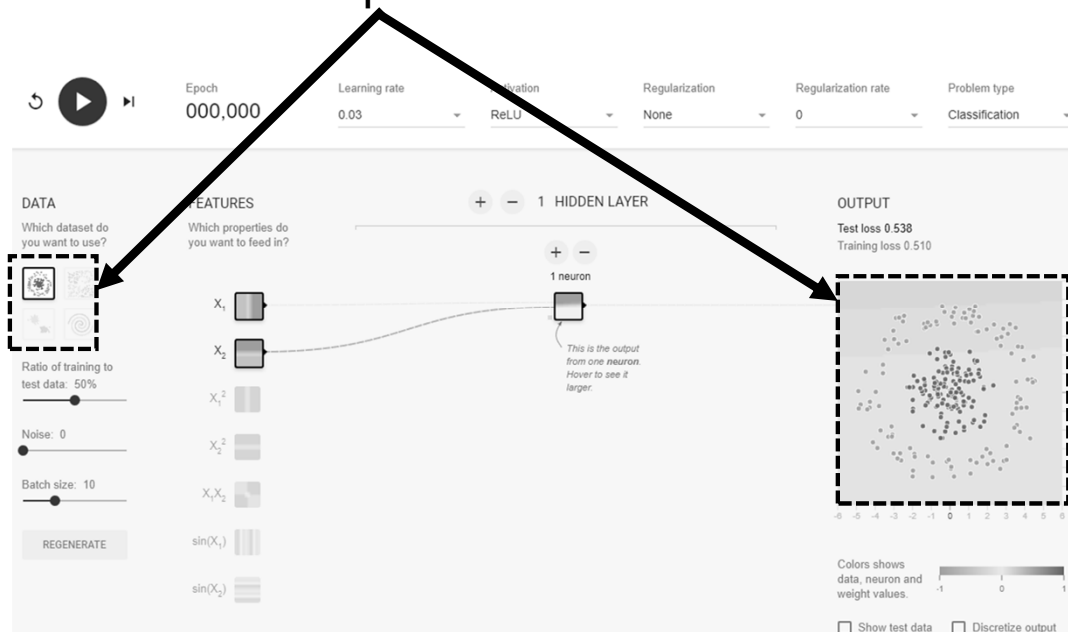 Epoch
000,000
Learning rate
0.03
Activation
ReLU
Regularization
None
Regularization rate
0
Problem type
Classification
DATA
Which dataset do
you want to use?
Ratio of training to
test data: 50%
Noise: 0
Batch size: 10
REGENERATE
FEATURES
Which properties do
you want to feed in?
X₁
X₂
X₁²
X₂²
X₁X₂
sin(X₁)
sin(X₂)
+ − 1 HIDDEN LAYER
+ −
1 neuron
This is the output
from one neuron.
Hover to see it
larger.
OUTPUT
Test loss 0.538
Training loss 0.510
-6 -5 -4 -3 -2 -1 0 1 2 3 4 5 6
Colors shows
data, neuron and
weight values.
-1 0 1
Show test data
Discretize output